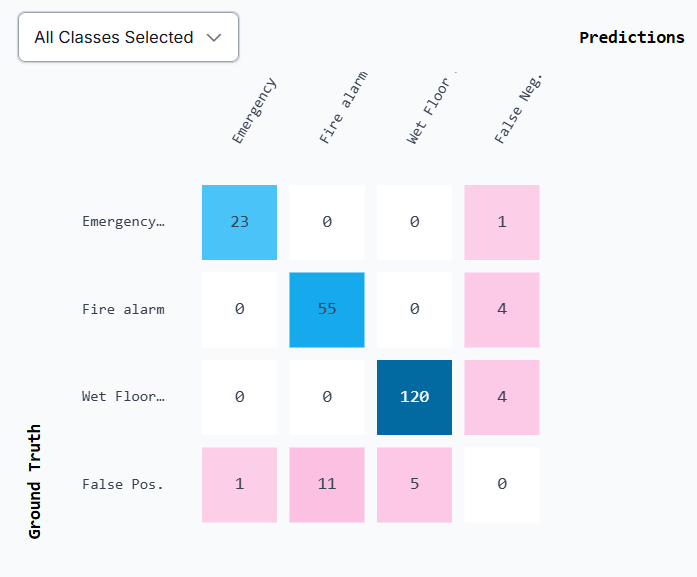 All Classes Selected
Predictions
Emergency Fire alarm Wet Floor False Neg.
Emergency… 23 0 0 1
Fire alarm 0 55 0 4
Wet Floor… 0 0 120 4
False Pos. 1 11 5 0
Ground Truth